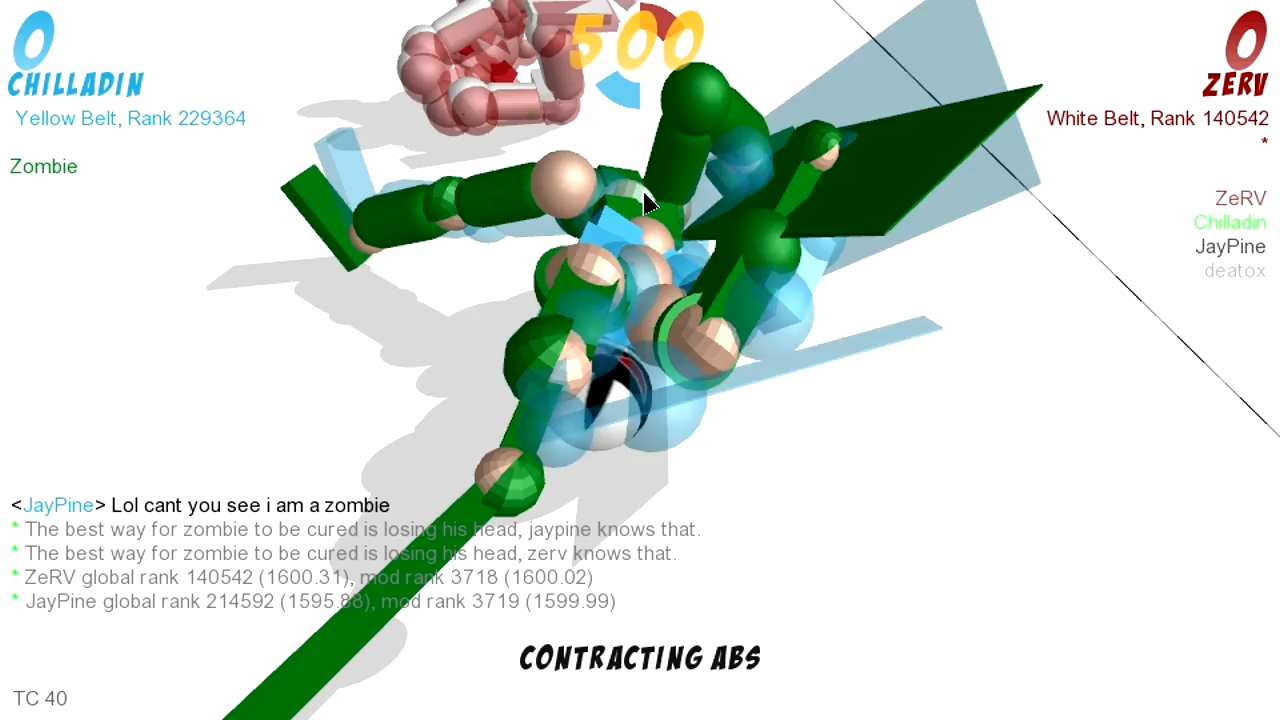 0
CHILLADIN
Yellow Belt, Rank 229364
Zombie
500
0
ZERV
White Belt, Rank 140542
*
ZeRV
Chilladin
JayPine
deatox
<JayPine> Lol cant you see i am a zombie
* The best way for zombie to be cured is losing his head, jaypine knows that.
* The best way for zombie to be cured is losing his head, zerv knows that.
* ZeRV global rank 140542 (1600.31), mod rank 3718 (1600.02)
* JayPine global rank 214592 (1595.88), mod rank 3719 (1599.99)
CONTRACTING ABS
TC 40